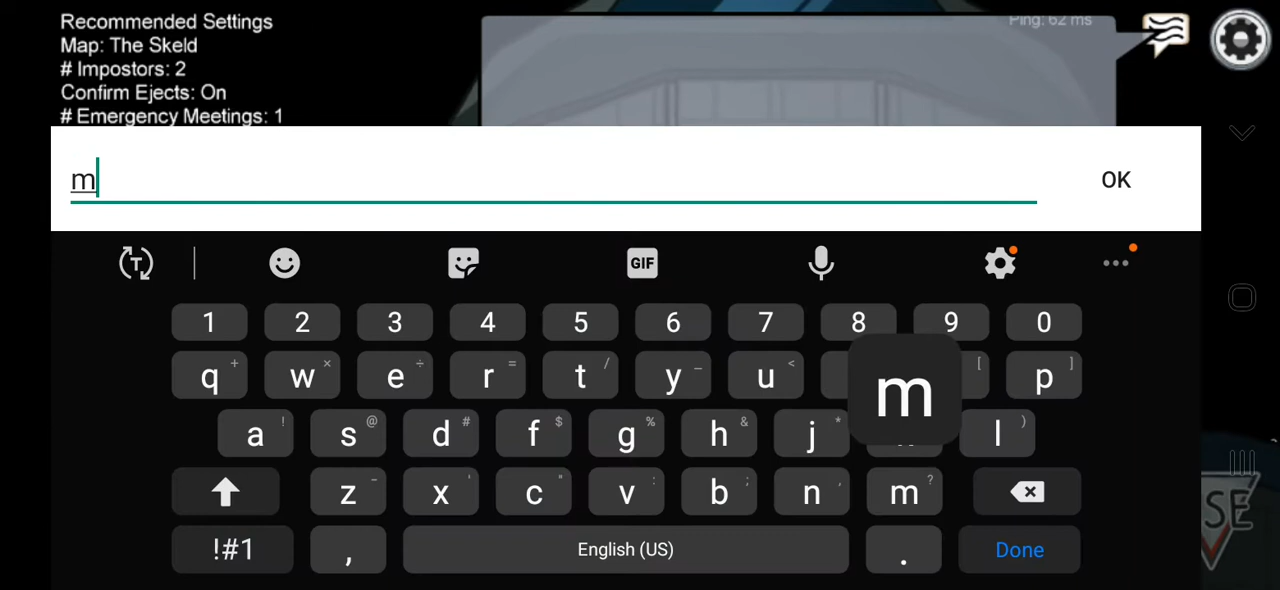 Recommended Settings
Map: The Skeld
# Impostors: 2
Confirm Ejects: On
# Emergency Meetings: 1
Ping: 62 ms
m
OK
T
GIF
1 2 3 4 5 6 7 8 9 0
q + w × e ÷ r = t / y _ u < [ p ]
m
a ! s @ d # f $ g % h & j * l )
z - x ' c " v : b ; n , m ?
!#1 , English (US) . Done